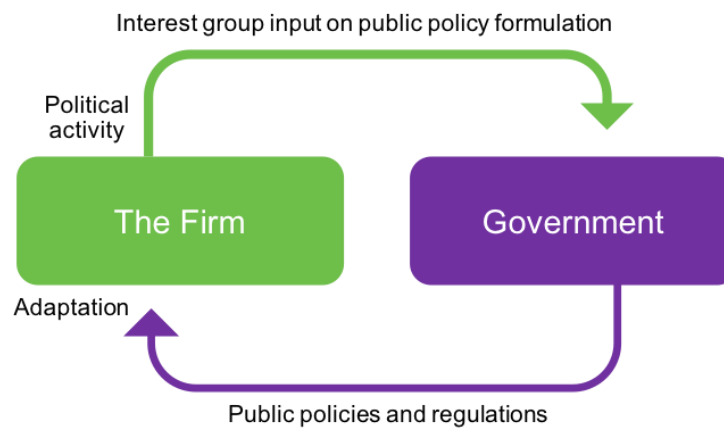 Interest group input on public policy formulation
Political
activity
The Firm
Government
Adaptation
Public policies and regulations